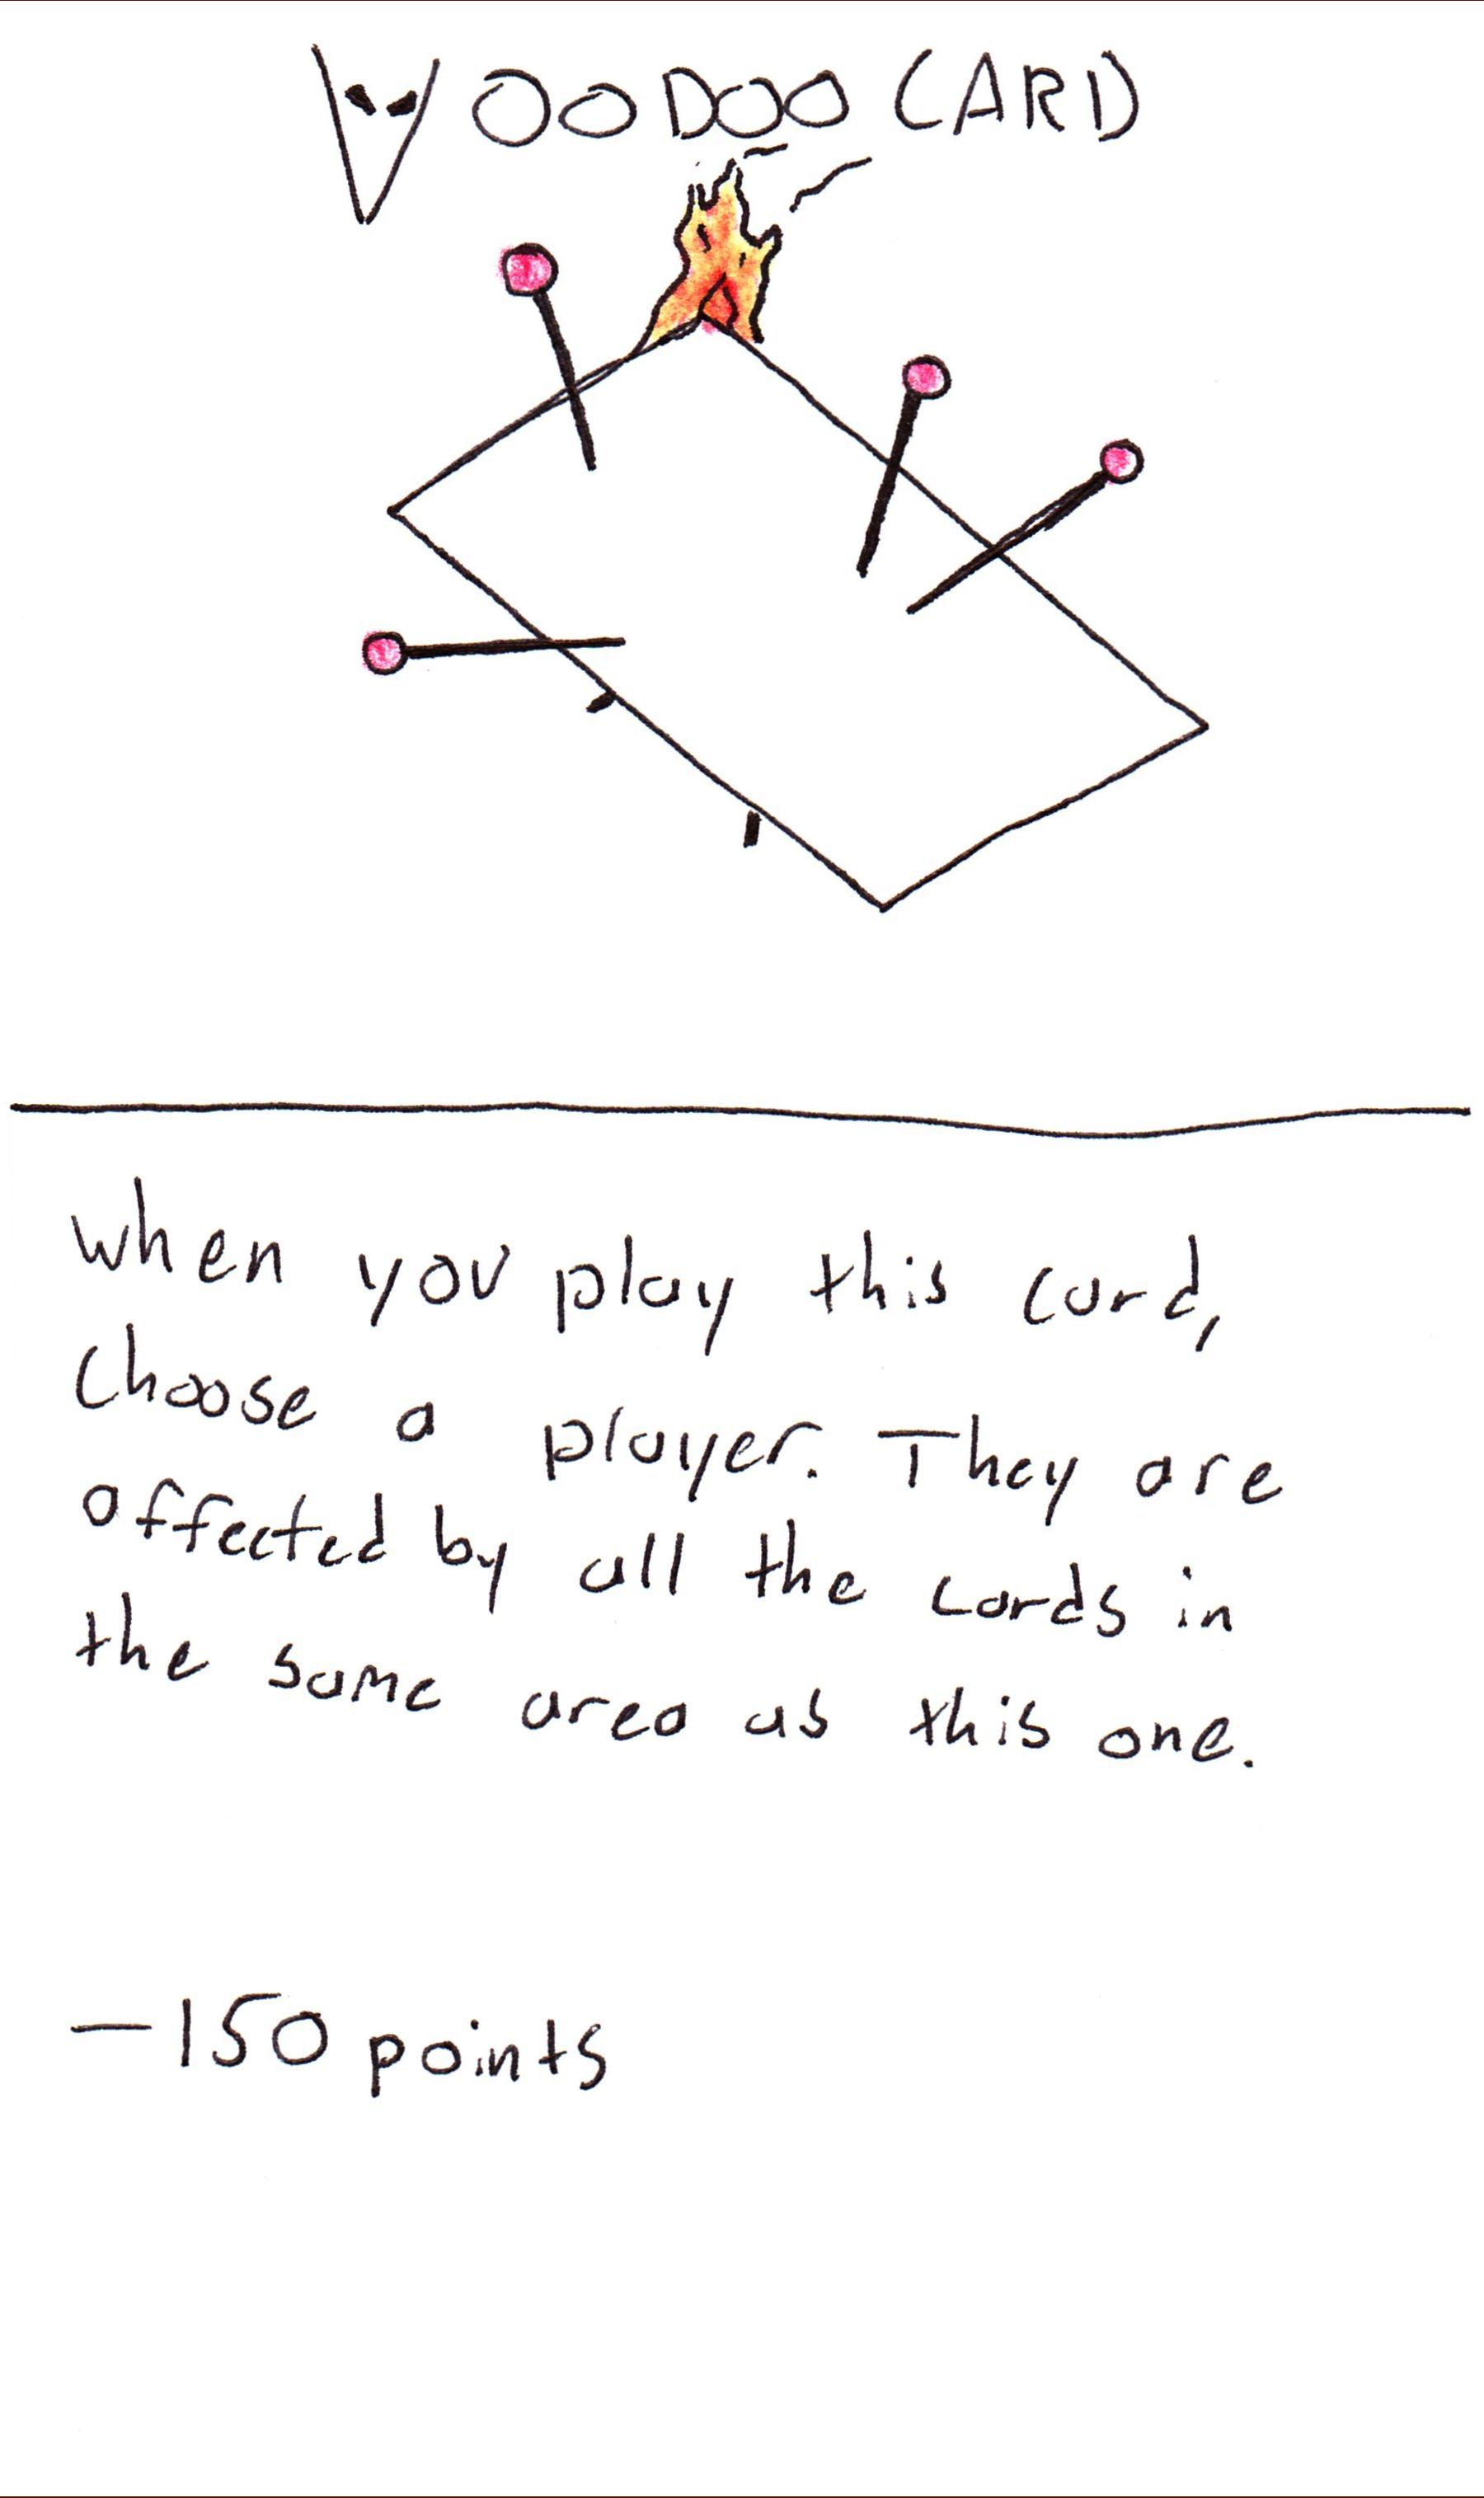 VOODOO CARD
when you play this card,
choose a player. They are
affected by all the cards in
the same area as this one.
-150 points